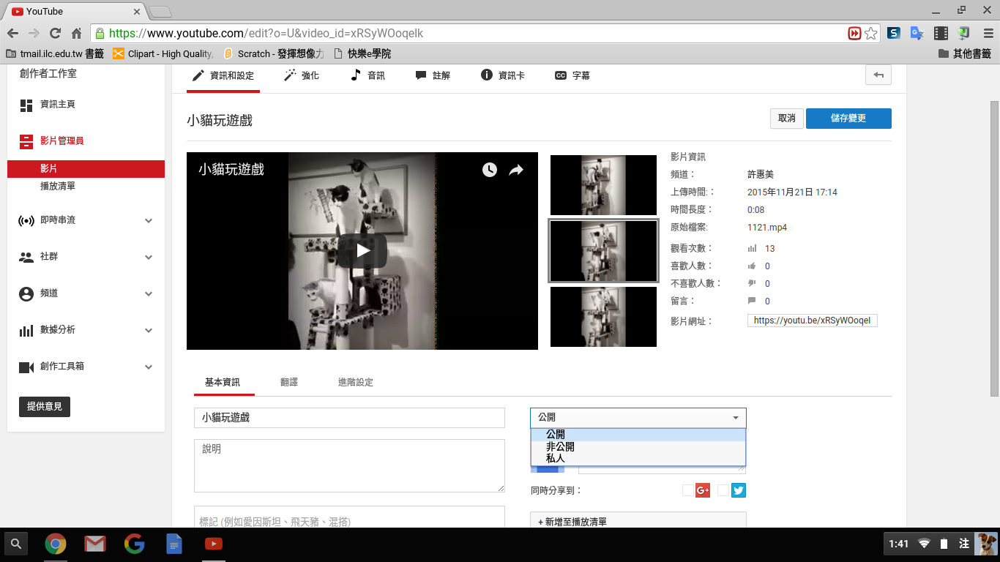 YouTube
https://www.youtube.com/edit?o=U&video_id=xRSyWOoqeIk
tmail.ilc.edu.tw 書籤
Clipart - High Quality,
Scratch - 發揮想像力
快樂e學院
其他書籤
創作者工作室
資訊主頁
影片管理員
影片
播放清單
即時串流
社群
頻道
數據分析
創作工具箱
提供意見
資訊和設定
強化
音訊
註解
資訊卡
CC 字幕
小貓玩遊戲
取消
儲存變更
小貓玩遊戲
影片資訊
頻道： 許惠美
上傳時間:： 2015年11月21日 17:14
時間長度： 0:08
原始檔案: 1121.mp4
觀看次數： 13
喜歡人數： 0
不喜歡人數： 0
留言： 0
影片網址： https://youtu.be/xRSyWOoqeI
基本資訊
翻譯
進階設定
小貓玩遊戲
說明
標記 (例如愛因斯坦、飛天豬、混搭)
公開
公開
非公開
私人
同時分享到：
G+
+ 新增至播放清單
1:41
注